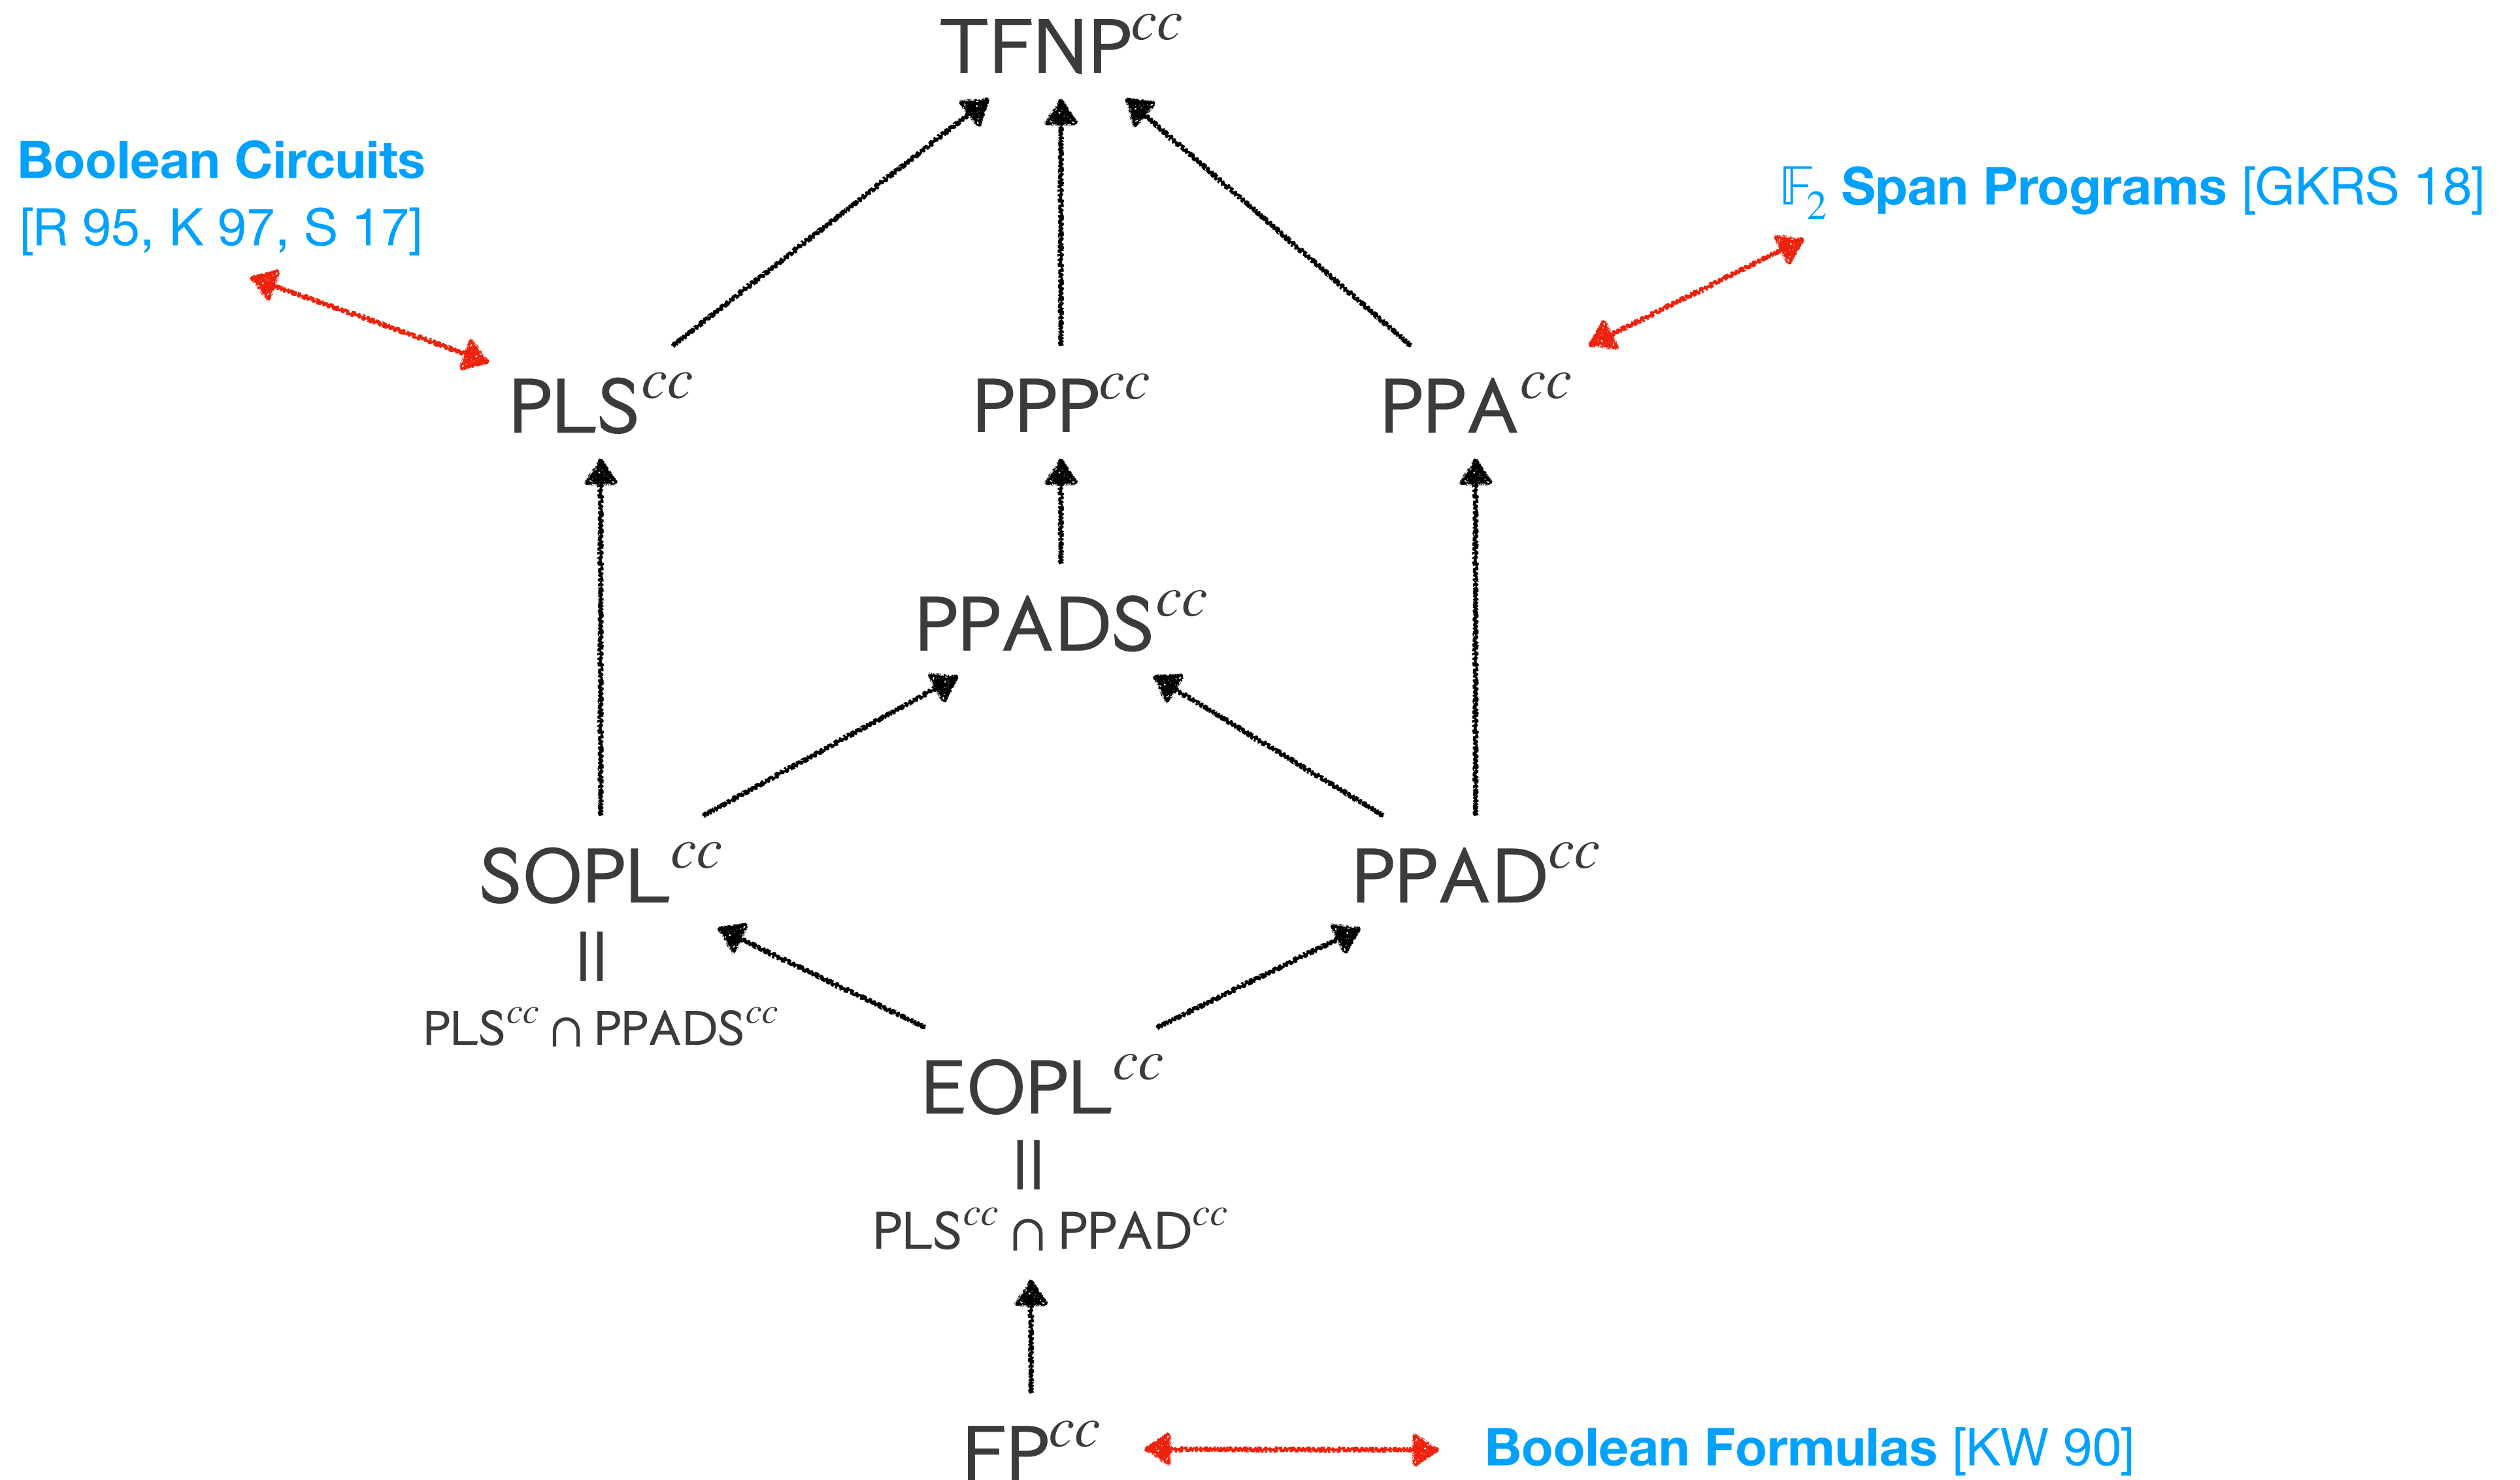 TFNP^cc
Boolean Circuits
[R 95, K 97, S 17]
𝔽₂ Span Programs [GKRS 18]
PLS^cc PPP^cc PPA^cc
PPADS^cc
SOPL^cc PPAD^cc
=
PLS^cc ∩ PPADS^cc
EOPL^cc
=
PLS^cc ∩ PPAD^cc
FP^cc Boolean Formulas [KW 90]